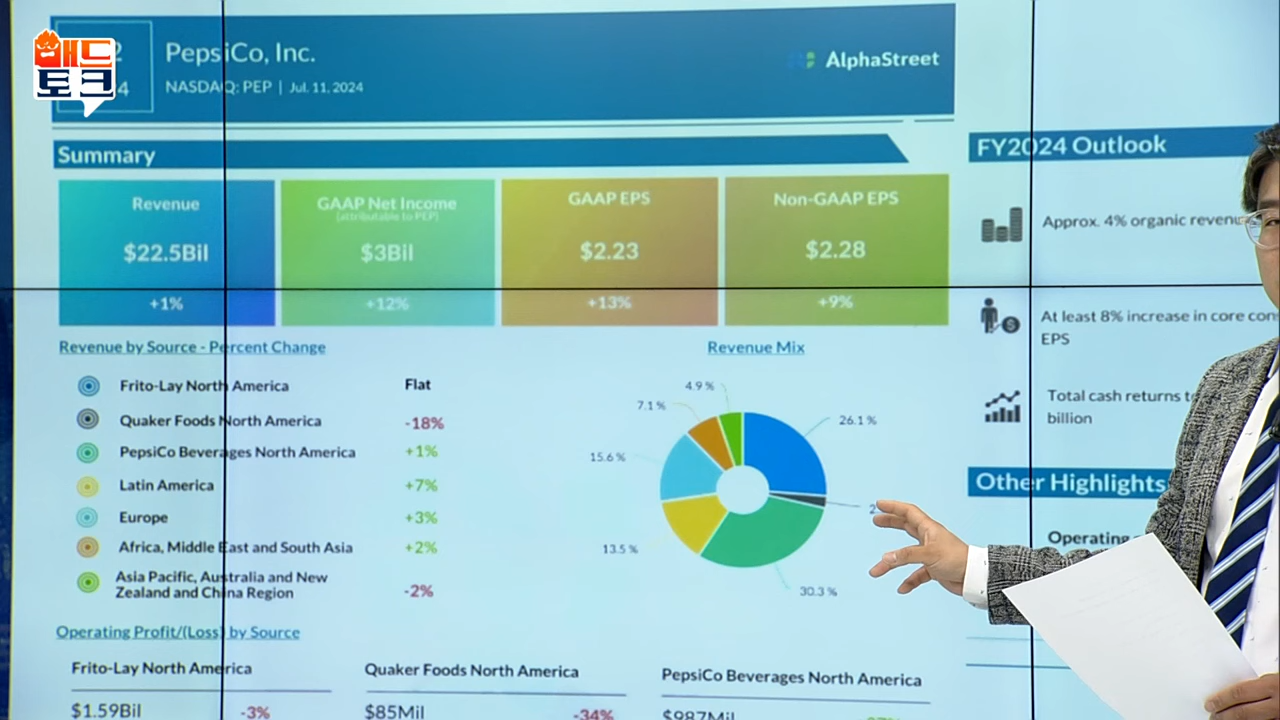 매드
토크
PepsiCo, Inc.
NASDAQ: PEP | Jul. 11, 2024
AlphaStreet
Summary
Revenue
$22.5Bil
+1%
GAAP Net Income
(attributable to PEP)
$3Bil
+12%
GAAP EPS
$2.23
+13%
Non-GAAP EPS
$2.28
+9%
Revenue by Source - Percent Change
Frito-Lay North America Flat
Quaker Foods North America -18%
PepsiCo Beverages North America +1%
Latin America +7%
Europe +3%
Africa, Middle East and South Asia +2%
Asia Pacific, Australia and New
Zealand and China Region -2%
Revenue Mix
4.9 %
7.1 %
26.1 %
15.6 %
13.5 %
30.3 %
Operating Profit/(Loss) by Source
Frito-Lay North America
$1.59Bil -3%
Quaker Foods North America
$85Mil -34%
PepsiCo Beverages North America
$987Mil
FY2024 Outlook
Approx. 4% organic
At least 8% increase in core
EPS
Total cash returns
billion
Other Highlights
Operating